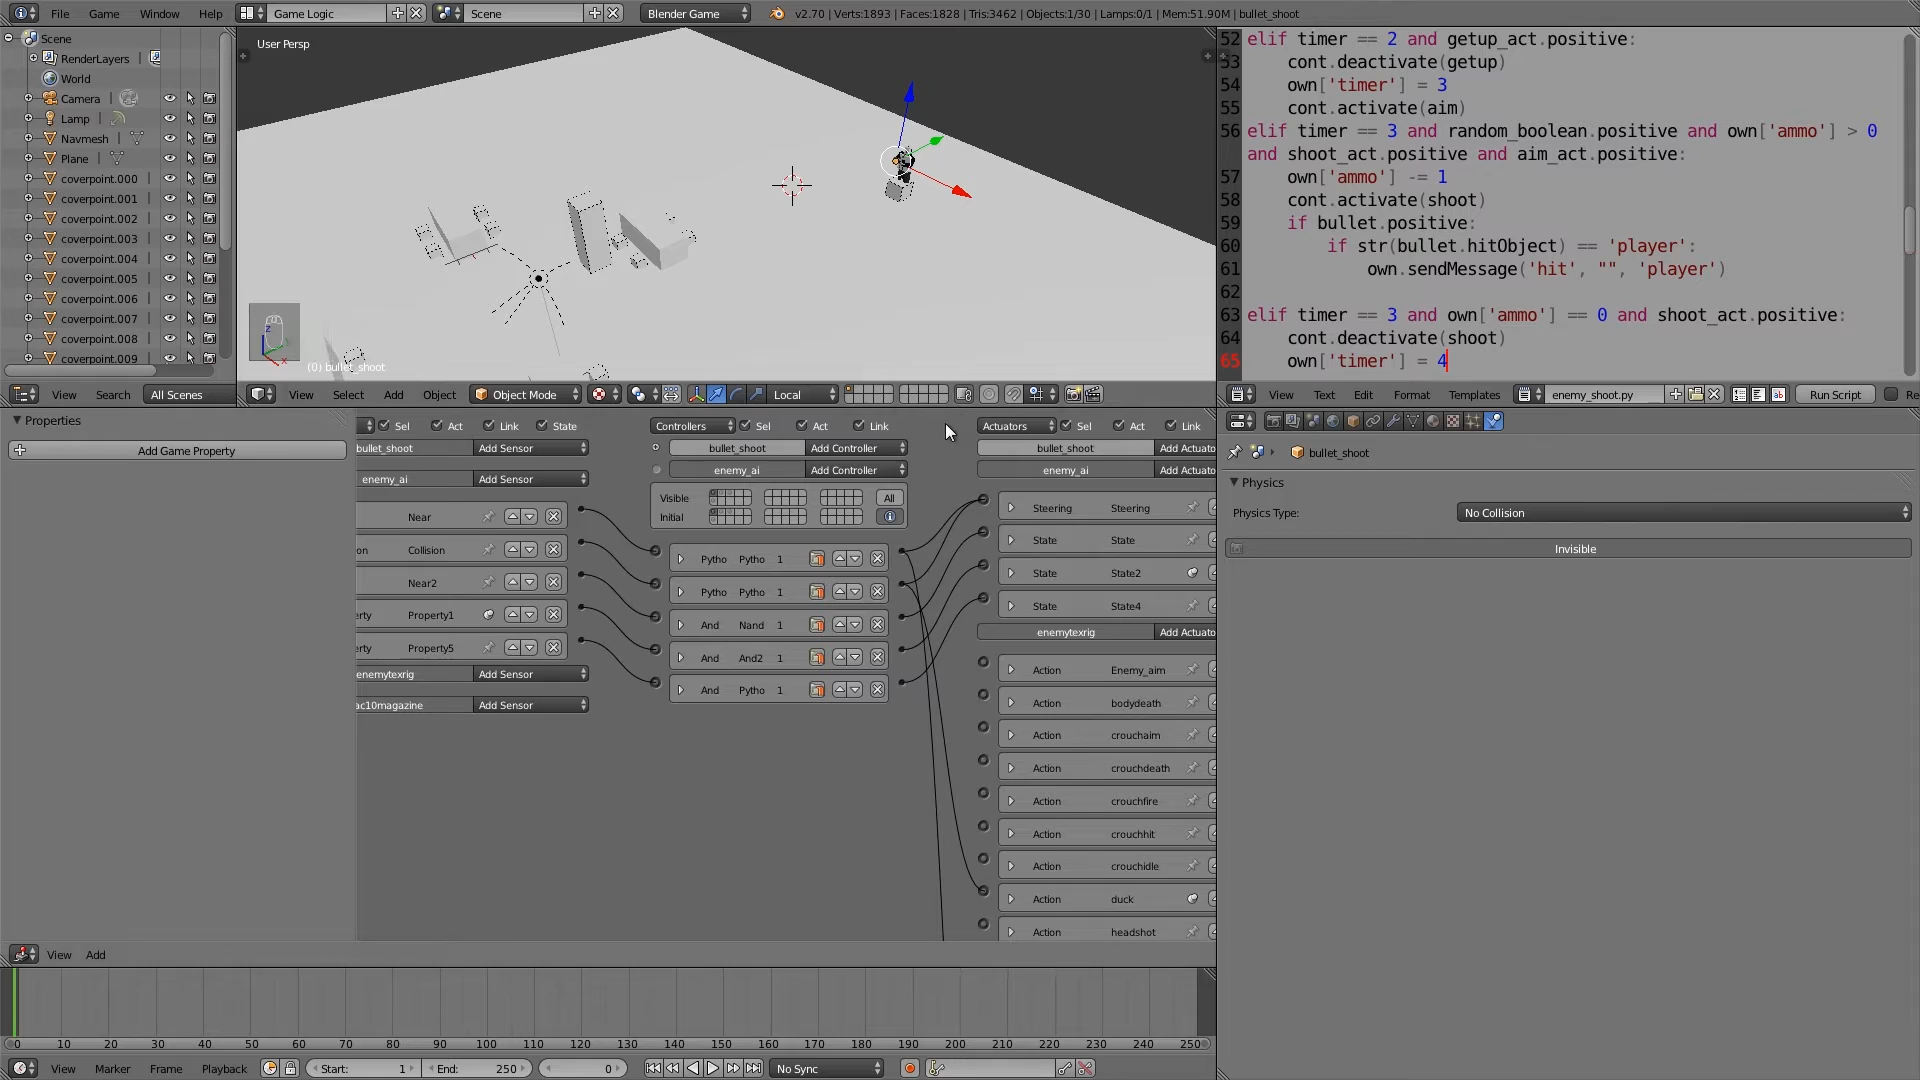 File Game Window Help Game Logic Scene Blender Game v2.70 | Verts:1893 | Faces:1828 | Tris:3462 | Objects:1/30 | Lamps:0/1 | Mem:51.90M | bullet_shoot
Scene
RenderLayers |
World
Camera |
Lamp |
Navmesh |
Plane |
coverpoint.000 |
coverpoint.001 |
coverpoint.002 |
coverpoint.003 |
coverpoint.004 |
coverpoint.005 |
coverpoint.006 |
coverpoint.007 |
coverpoint.008 |
coverpoint.009 |
View Search All Scenes
User Persp
z
x
(0) bullet_shoot
View Select Add Object Object Mode Local
52 elif timer == 2 and getup_act.positive:
53 cont.deactivate(getup)
54 own['timer'] = 3
55 cont.activate(aim)
56 elif timer == 3 and random_boolean.positive and own['ammo'] > 0
and shoot_act.positive and aim_act.positive:
57 own['ammo'] -= 1
58 cont.activate(shoot)
59 if bullet.positive:
60 if str(bullet.hitObject) == 'player':
61 own.sendMessage('hit', "", 'player')
62
63 elif timer == 3 and own['ammo'] == 0 and shoot_act.positive:
64 cont.deactivate(shoot)
65 own['timer'] = 4
View Text Edit Format Templates enemy_shoot.py Run Script Re
Properties
Add Game Property
Sel Act Link State
bullet_shoot Add Sensor
enemy_ai Add Sensor
Near
on Collision
Near2
erty Property1
erty Property5
enemytexrig Add Sensor
ac10magazine Add Sensor
Controllers Sel Act Link
bullet_shoot Add Controller
enemy_ai Add Controller
Visible All
Initial
Pytho Pytho 1
Pytho Pytho 1
And Nand 1
And And2 1
And Pytho 1
Actuators Sel Act Link
bullet_shoot Add Actuato
enemy_ai Add Actuato
Steering Steering
State State
State State2
State State4
enemytexrig Add Actuato
Action Enemy_aim
Action bodydeath
Action crouchaim
Action crouchdeath
Action crouchfire
Action crouchhit
Action crouchidle
Action duck
Action headshot
bullet_shoot
Physics
Physics Type: No Collision
Invisible
View Add
0 10 20 30 40 50 60 70 80 90 100 110 120 130 140 150 160 170 180 190 200 210 220 230 240 250
View Marker Frame Playback Start: 1 End: 250 0 No Sync